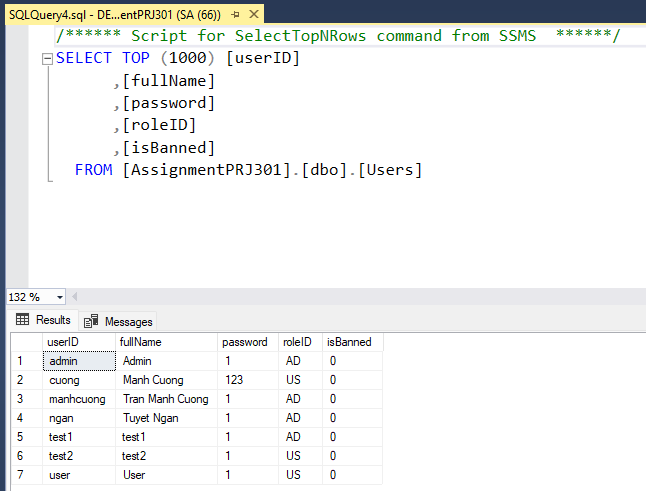 SQLQuery4.sql - DE...entPRJ301 (SA (66))
/****** Script for SelectTopNRows command from SSMS  ******/
SELECT TOP (1000) [userID]
,[fullName]
,[password]
,[roleID]
,[isBanned]
FROM [AssignmentPRJ301].[dbo].[Users]
132 %
Results Messages
userID fullName password roleID isBanned
1 admin Admin 1 AD 0
2 cuong Manh Cuong 123 US 0
3 manhcuong Tran Manh Cuong 1 AD 0
4 ngan Tuyet Ngan 1 AD 0
5 test1 test1 1 AD 0
6 test2 test2 1 US 0
7 user User 1 US 0